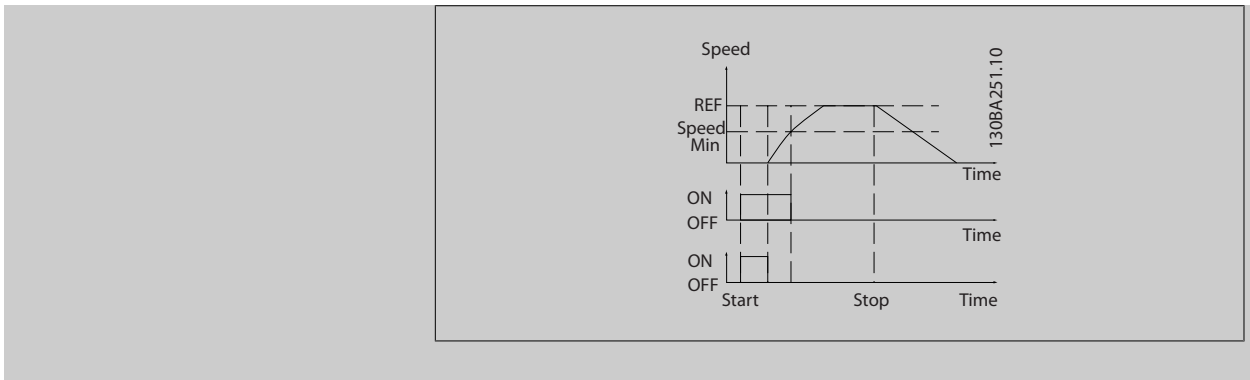 Speed
130BA251.10
REF
Speed
Min
Time
ON
OFF
Time
ON
OFF
Start Stop Time